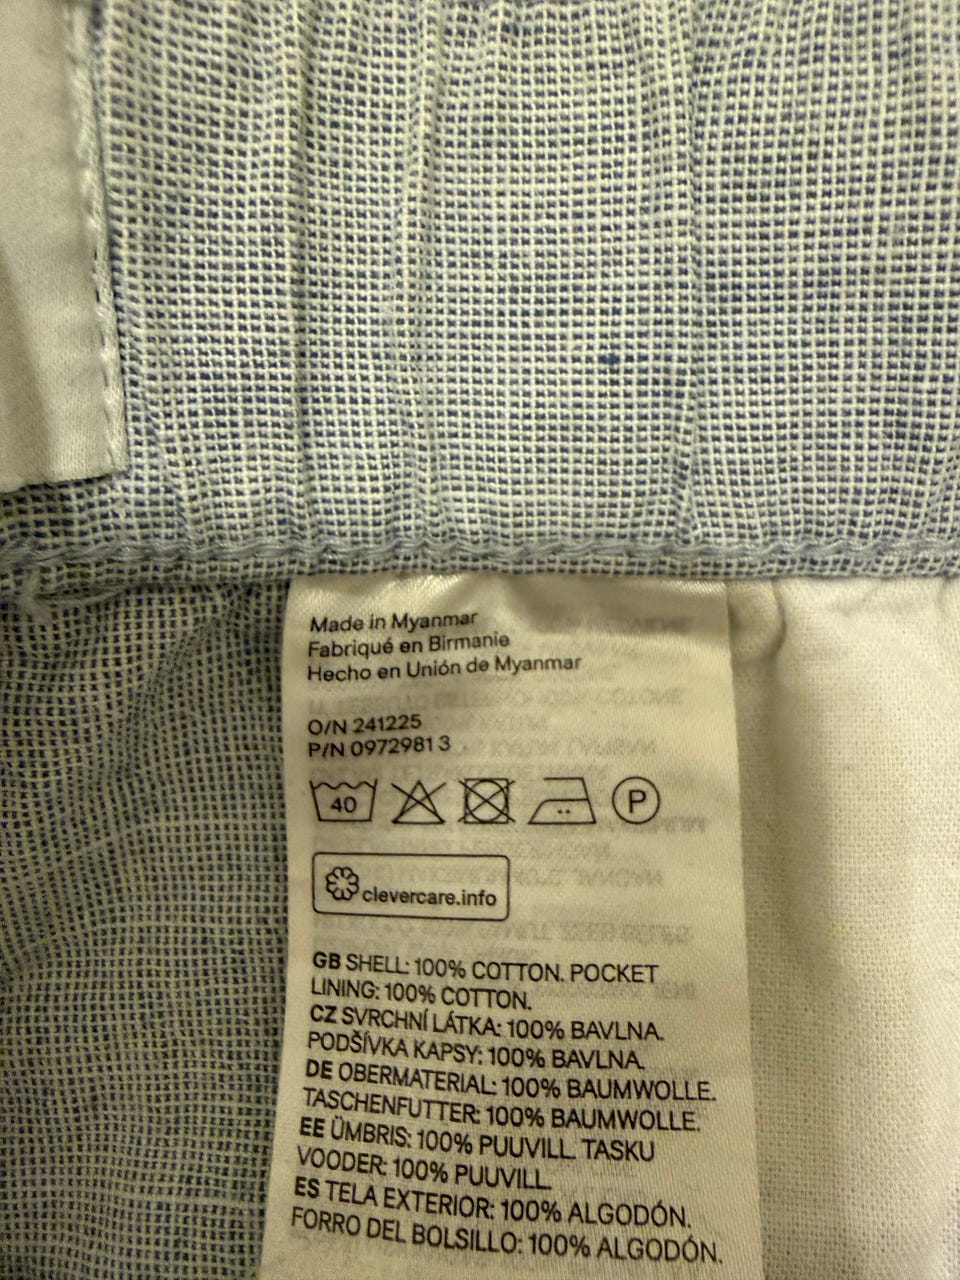 Made in Myanmar
Fabriqué en Birmanie
Hecho en Unión de Myanmar
O/N 241225
P/N 0972981 3
40 P
clevercare.info
GB SHELL: 100% COTTON. POCKET
LINING: 100% COTTON.
CZ SVRCHNÍ LÁTKA: 100% BAVLNA.
PODŠÍVKA KAPSY: 100% BAVLNA.
DE OBERMATERIAL: 100% BAUMWOLLE.
TASCHENFUTTER: 100% BAUMWOLLE.
EE ÜMBRIS: 100% PUUVILL. TASKU
VOODER: 100% PUUVILL.
ES TELA EXTERIOR: 100% ALGODÓN.
FORRO DEL BOLSILLO: 100% ALGODÓN.